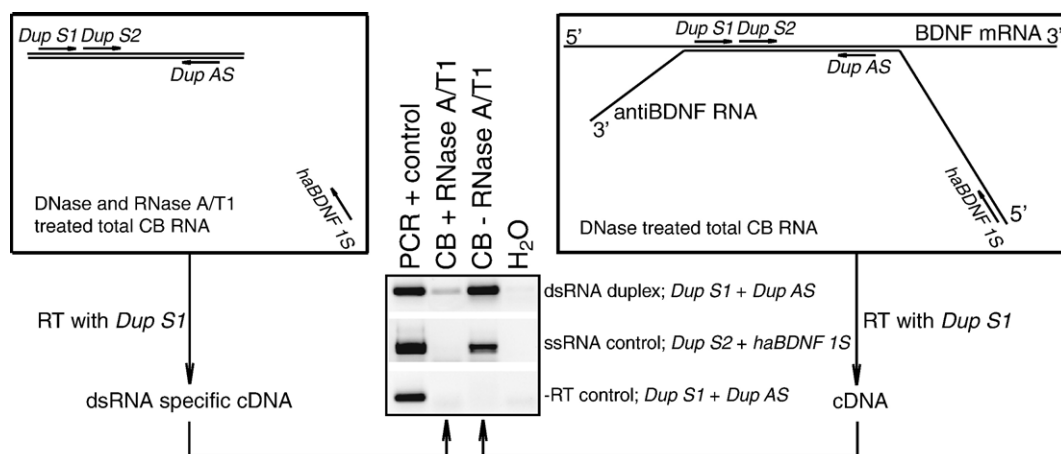 Dup S1 Dup S2
Dup AS
haBDNF 1S
DNase and RNase A/T1
treated total CB RNA
RT with Dup S1
dsRNA specific cDNA
PCR + control
CB + RNase A/T1
CB - RNase A/T1
H2O
dsRNA duplex; Dup S1 + Dup AS
ssRNA control; Dup S2 + haBDNF 1S
-RT control; Dup S1 + Dup AS
5’ Dup S1 Dup S2 BDNF mRNA 3’
Dup AS
antiBDNF RNA
3’
haBDNF 1S
5’
DNase treated total CB RNA
RT with Dup S1
cDNA